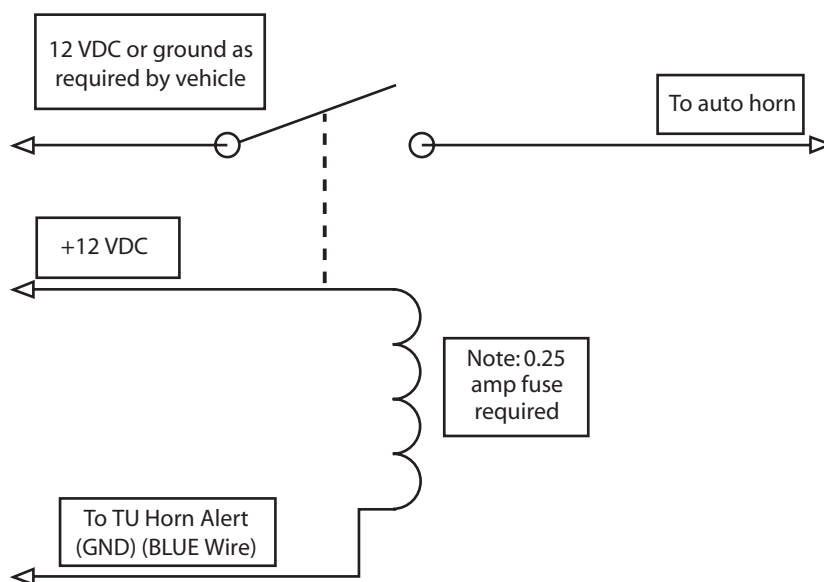 12 VDC or ground as
required by vehicle
To auto horn
+12 VDC
Note: 0.25
amp fuse
required
To TU Horn Alert
(GND) (BLUE Wire)